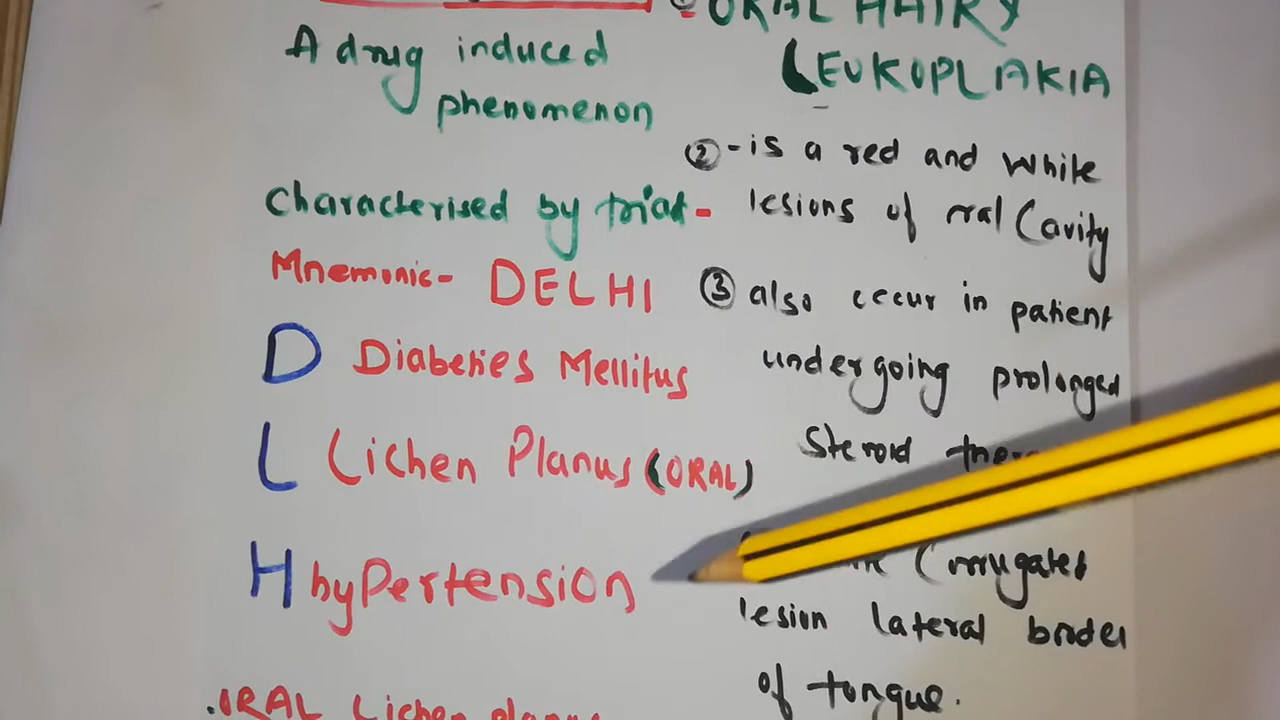 A drug induced
phenomenon
characterised by triad-
Mnemonic- DELHI
D Diabeties Mellitus
L Lichen Planus (ORAL)
H hypertension
.ORAL Lichen planus
ORAL HAIRY
LEUKOPLAKIA
② -is a red and white
lesions of oral Cavity
③ also occur in patient
undergoing prolonged
Steroid
Corrugated
lesion lateral border
of tongue.